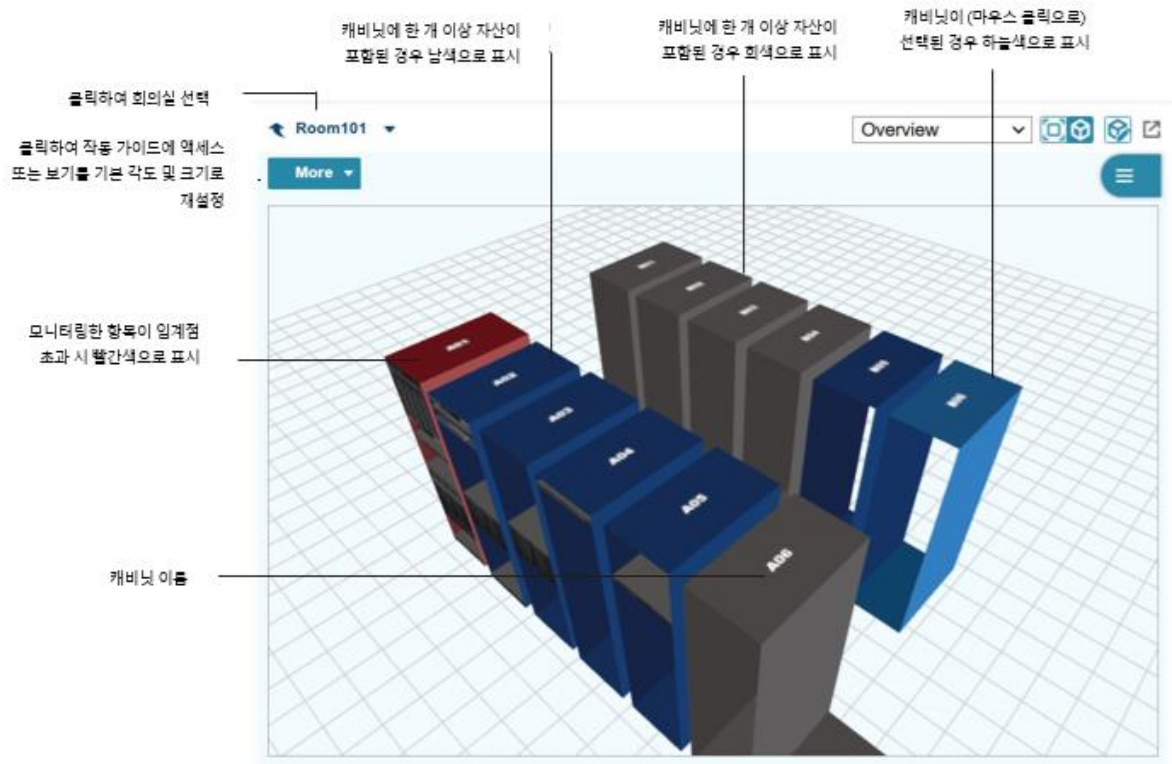 캐비닛에 한 개 이상 자산이
포함된 경우 남색으로 표시
캐비닛에 한 개 이상 자산이
포함된 경우 회색으로 표시
캐비닛이 (마우스 클릭으로)
선택된 경우 하늘색으로 표시
클릭하여 회의실 선택
Room101
Overview
클릭하여 작동 가이드에 액세스
또는 보기를 기본 각도 및 크기로
재설정
More
모니터링한 항목이 임계점
초과 시 빨간색으로 표시
캐비닛 이름
A01
A02
A03
A04
A05
A06